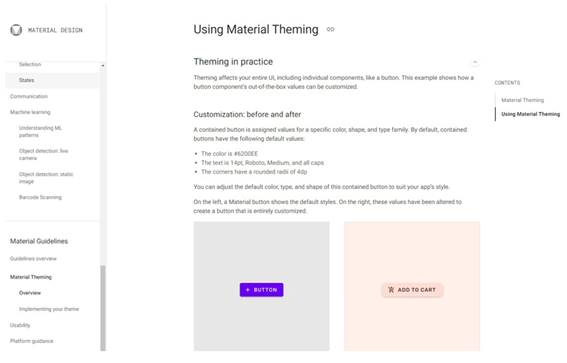 MATERIAL DESIGN
Selection
States
Communication
Machine learning
Understanding ML
patterns
Object detection: live
camera
Object detection: static
image
Barcode Scanning
Material Guidelines
Guidelines overview
Material Theming
Overview
Implementing your theme
Usability
Platform guidance
Using Material Theming
Theming in practice
Theming affects your entire UI, including individual components, like a button. This example shows how a
button component's out-of-the-box values can be customized.
Customization: before and after
A contained button is assigned values for a specific color, shape, and type family. By default, contained
buttons have the following default values:
• The color is #6200EE
• The text is 14pt, Roboto, Medium, and all caps
• The corners have a rounded radii of 4dp
You can adjust the default color, type, and shape of this contained button to suit your app's style.
On the left, a Material button shows the default styles. On the right, these values have been altered to
create a button that is entirely customized.
+ BUTTON
ADD TO CART
CONTENTS
Material Theming
Using Material Theming